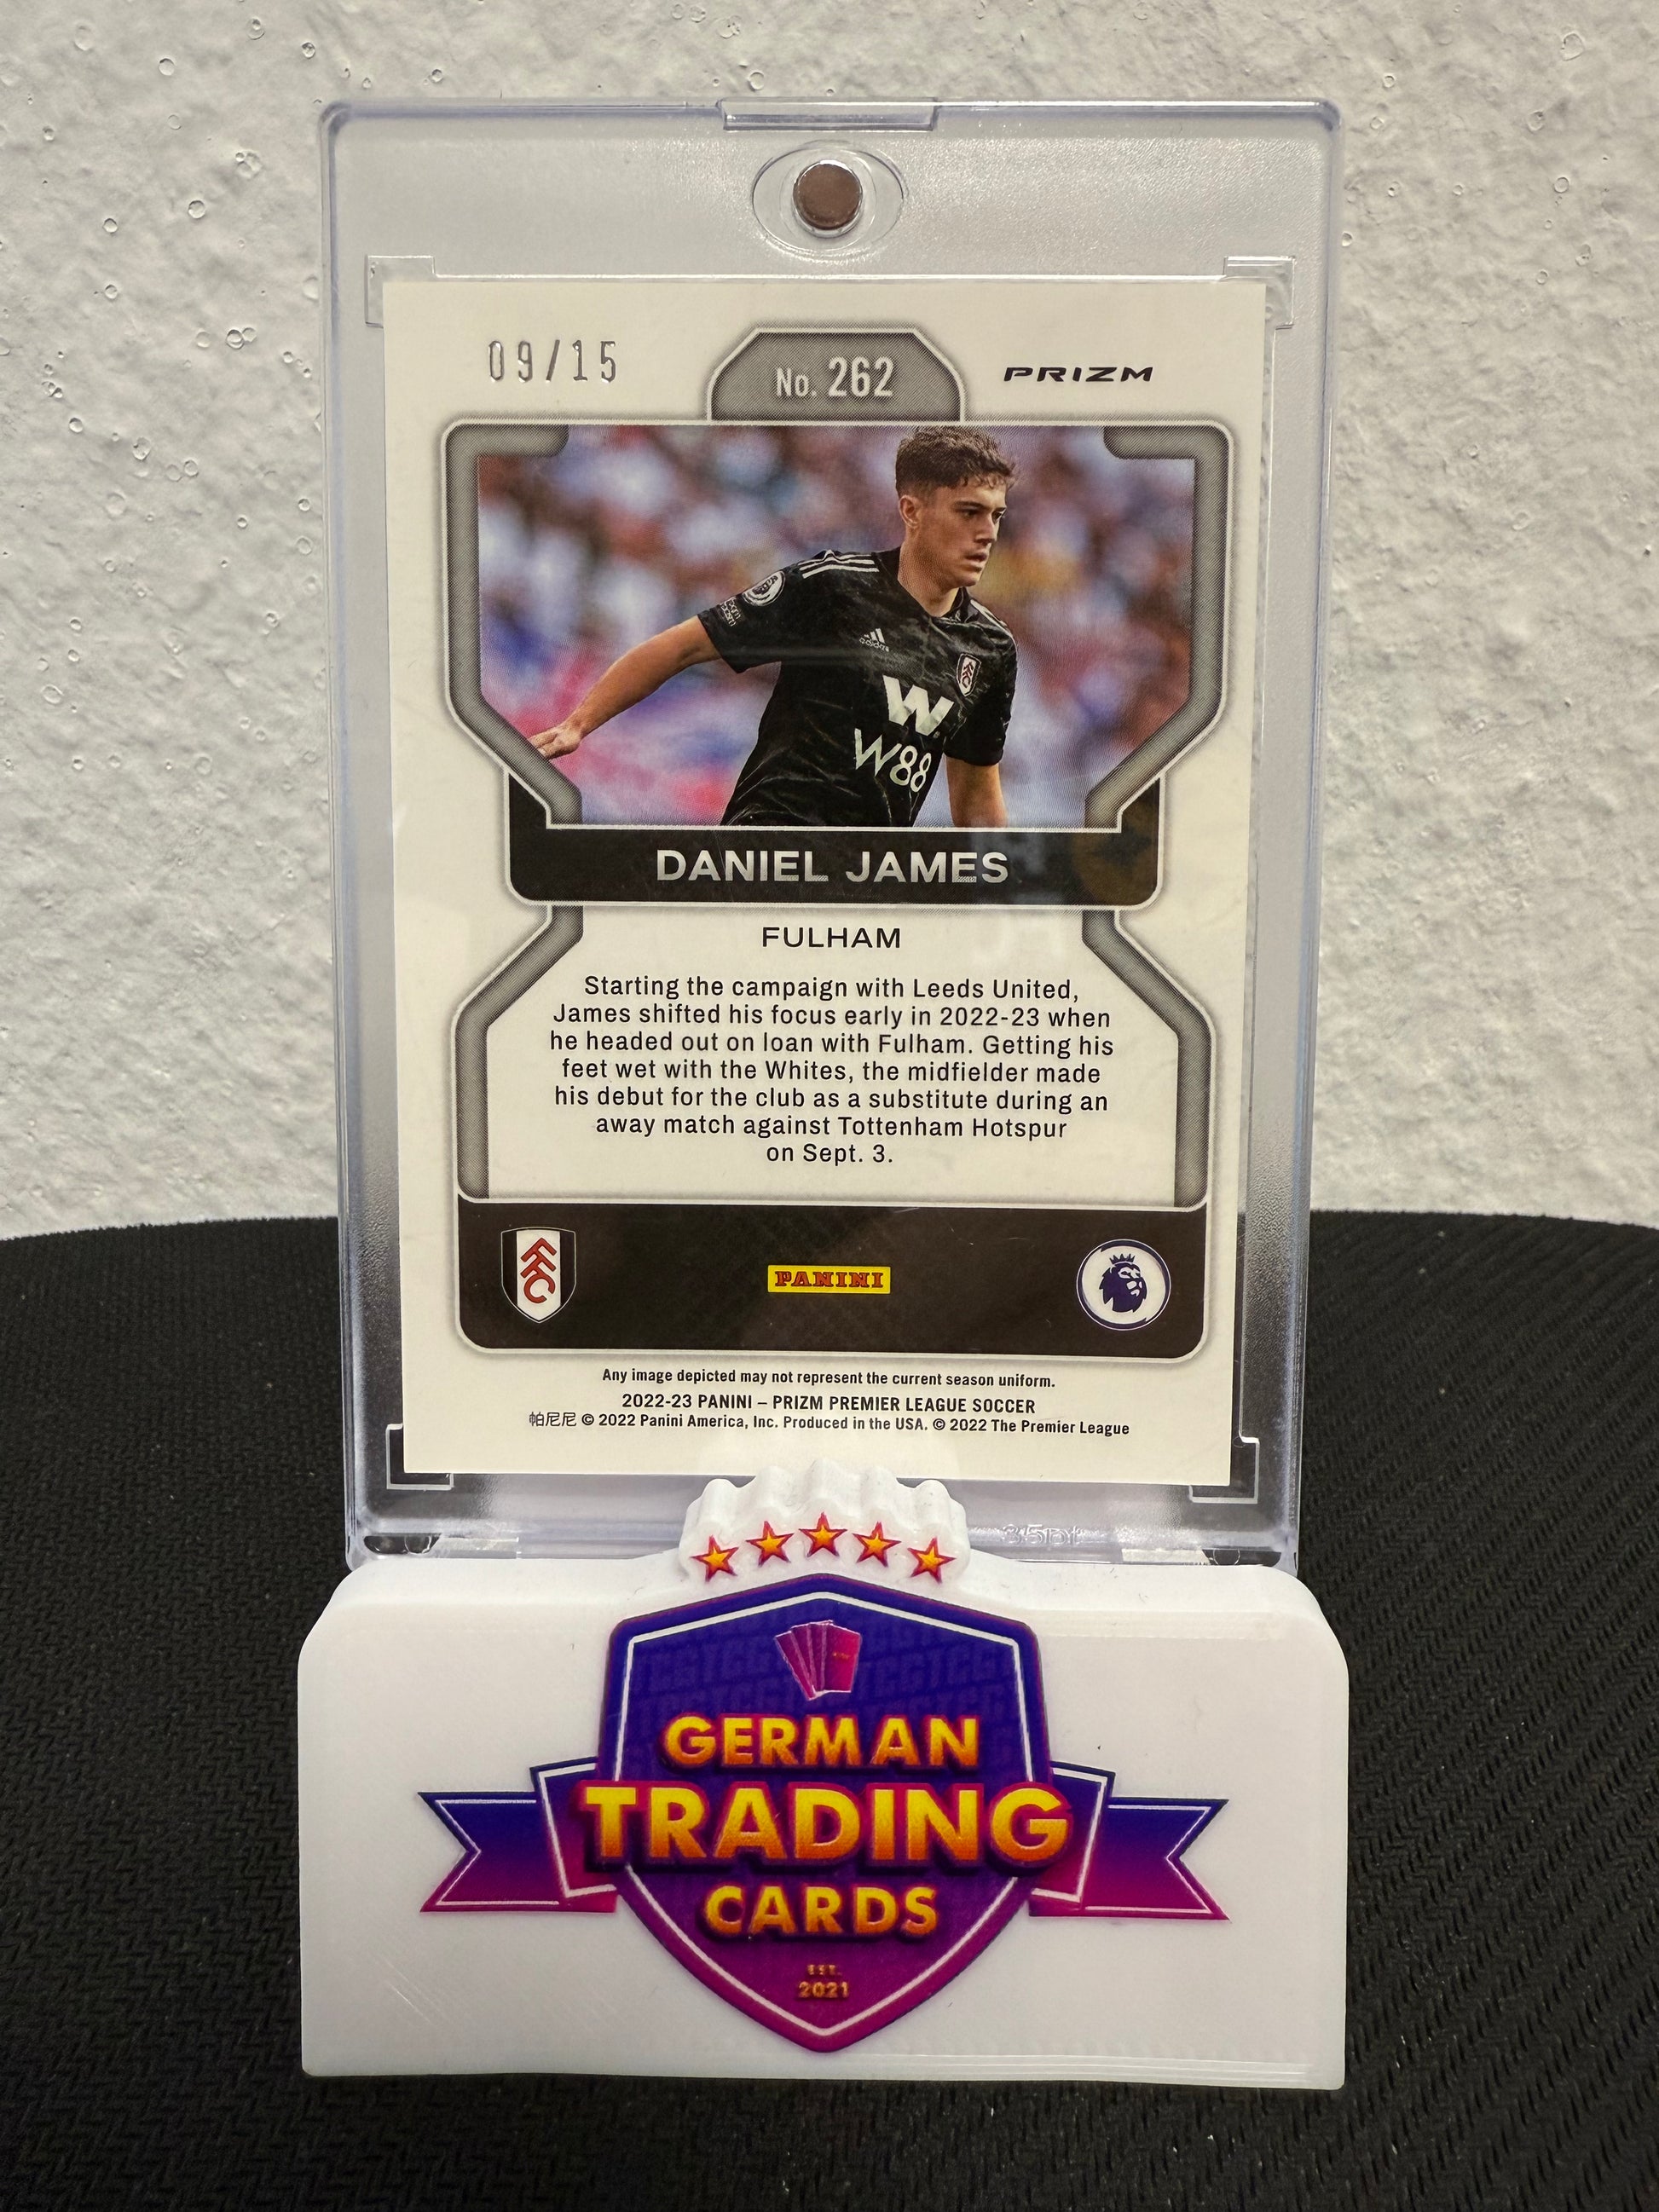 09/15
No. 262
PRIZM
adidas
W
W88
DANIEL JAMES
FULHAM
Starting the campaign with Leeds United,
James shifted his focus early in 2022-23 when
he headed out on loan with Fulham. Getting his
feet wet with the Whites, the midfielder made
his debut for the club as a substitute during an
away match against Tottenham Hotspur
on Sept. 3.
FFC
PANINI
Any image depicted may not represent the current season uniform.
2022-23 PANINI – PRIZM PREMIER LEAGUE SOCCER
帕尼尼 © 2022 Panini America, Inc. Produced in the USA. © 2022 The Premier League
35pt
GERMAN
TRADING
CARDS
EST.
2021